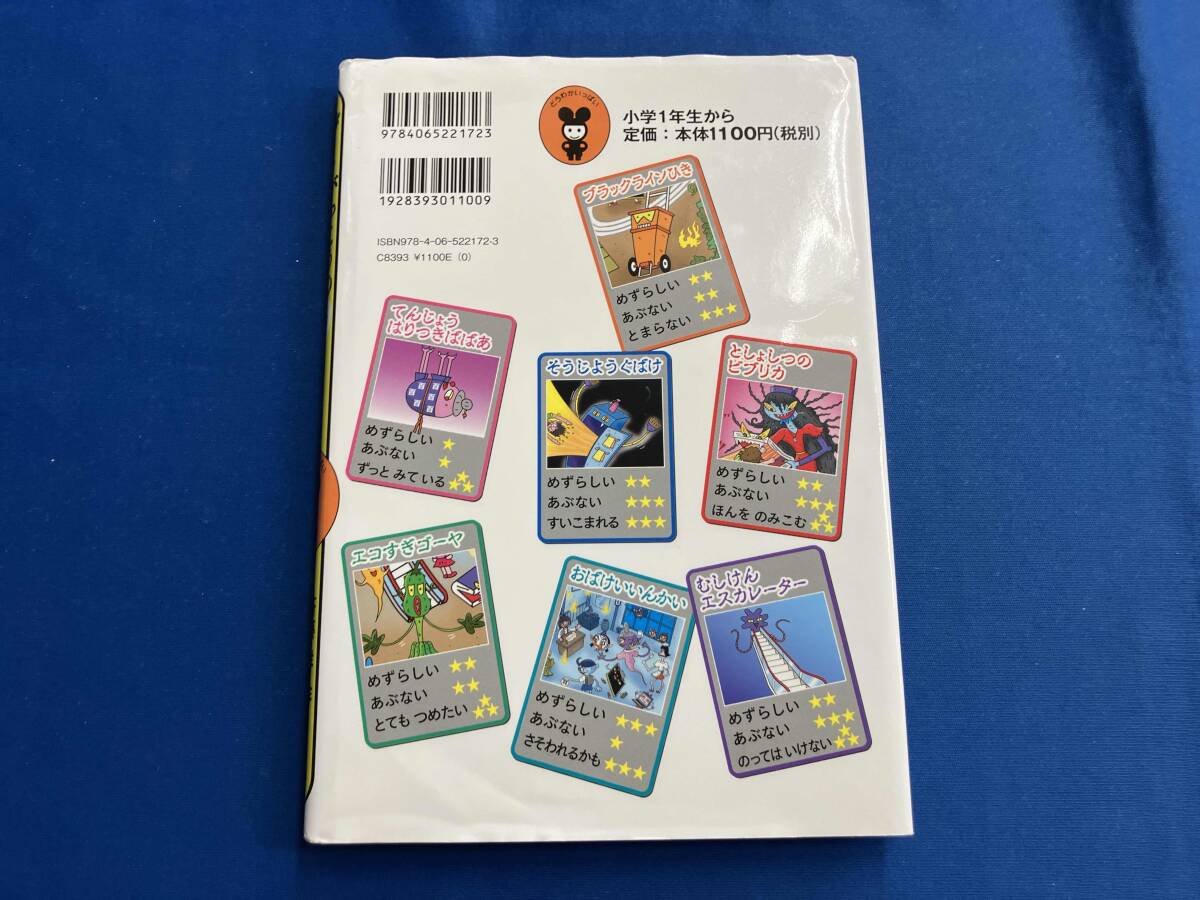 9784065221723
1928393011009
ISBN978-4-06-522172-3
C8393 ¥1100E (0)
どうわがいっぱい
小学1年生から
定価：本体1100円(税別)
ブラックラインひき
めずらしい ★★
あぶない ★★
とまらない ★★★
てんじょう
はりつきばばあ
めずらしい ★
あぶない ★
ずっと みている ★★★
そうじようぐばけ
めずらしい ★★
あぶない ★★★
すいこまれる ★★★
としょしつの
ビブリカ
めずらしい ★★
あぶない ★★★
ほんを のみこむ ★★★
エコすぎゴーヤ
めずらしい ★★
あぶない ★★
とても つめたい ★★★
おばけいいんかい
めずらしい ★★★
あぶない ★
さそわれるかも ★★★
むしけん
エスカレーター
めずらしい ★★
あぶない ★★★
のってはいけない ★★★